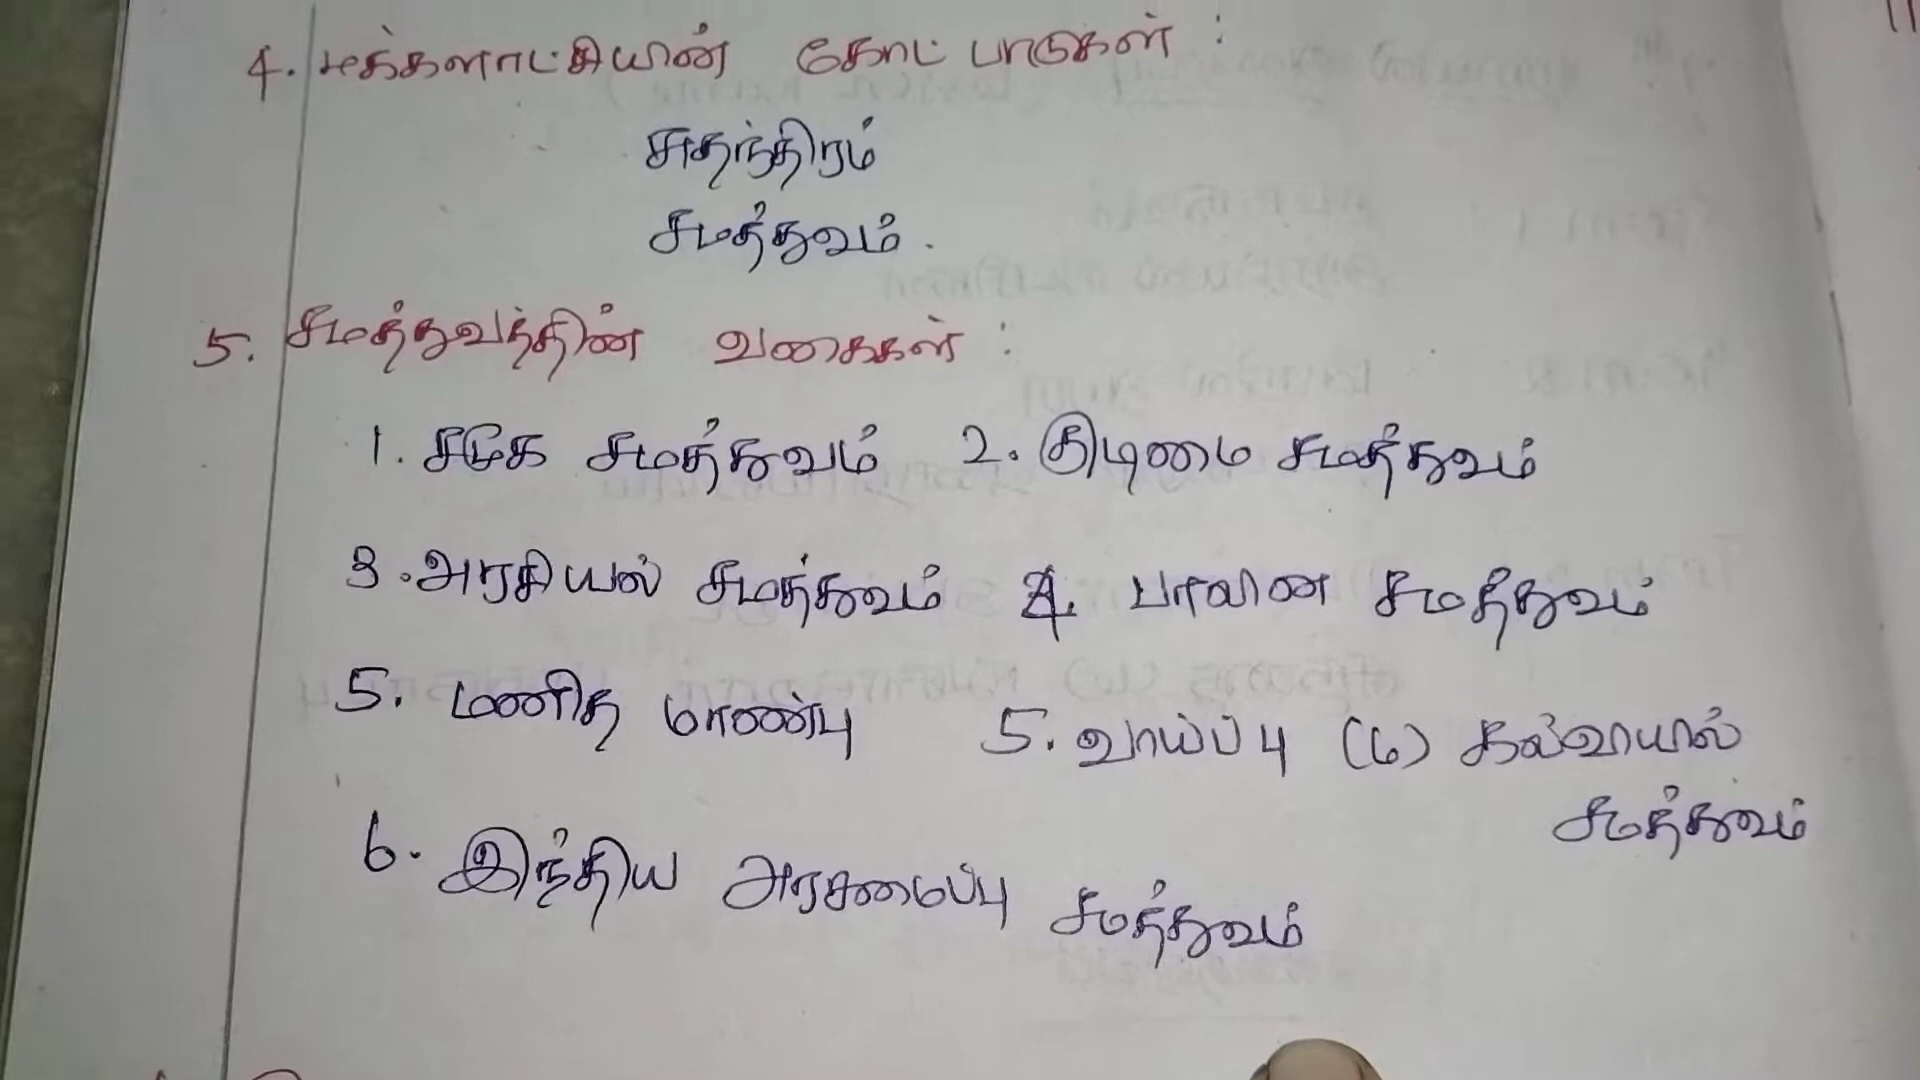 4. மக்களாட்சியின் கோட்பாடுகள் :
சுதந்திரம்
சமத்துவம்.
5. சமத்துவத்தின் வகைகள் :
1. சமூக சமத்துவம் 2. குடிமை சமத்துவம்
3. அரசியல் சமத்துவம் 4. பாலின சமத்துவம்
5. மனித மாண்பு 5. வாய்ப்பு (ம) கல்வியில்
சமத்துவம்
6. இந்திய அரசமைப்பு சமத்துவம்